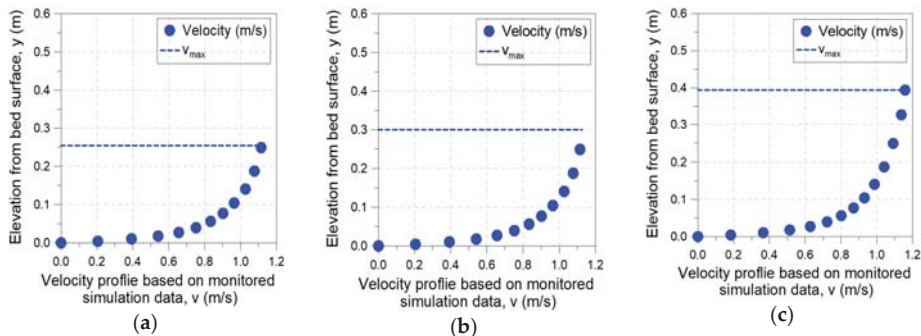 0.6
0.5
0.4
0.3
0.2
0.1
0.0
Elevation from bed surface, y (m)
Velocity (m/s)
vmax
0.0 0.2 0.4 0.6 0.8 1.0 1.2
Velocity proflie based on monitored
simulation data, v (m/s)
(a)
0.6
0.5
0.4
0.3
0.2
0.1
0.0
Elevation from bed surface, y (m)
Velocity (m/s)
vmax
0.0 0.2 0.4 0.6 0.8 1.0 1.2
Velocity proflie based on monitored
simulation data, v (m/s)
(b)
0.6
0.5
0.4
0.3
0.2
0.1
0.0
Elevation from bed surface, y (m)
Velocity (m/s)
vmax
0.0 0.2 0.4 0.6 0.8 1.0 1.2
Velocity proflie based on monitored
simulation data, v (m/s)
(c)